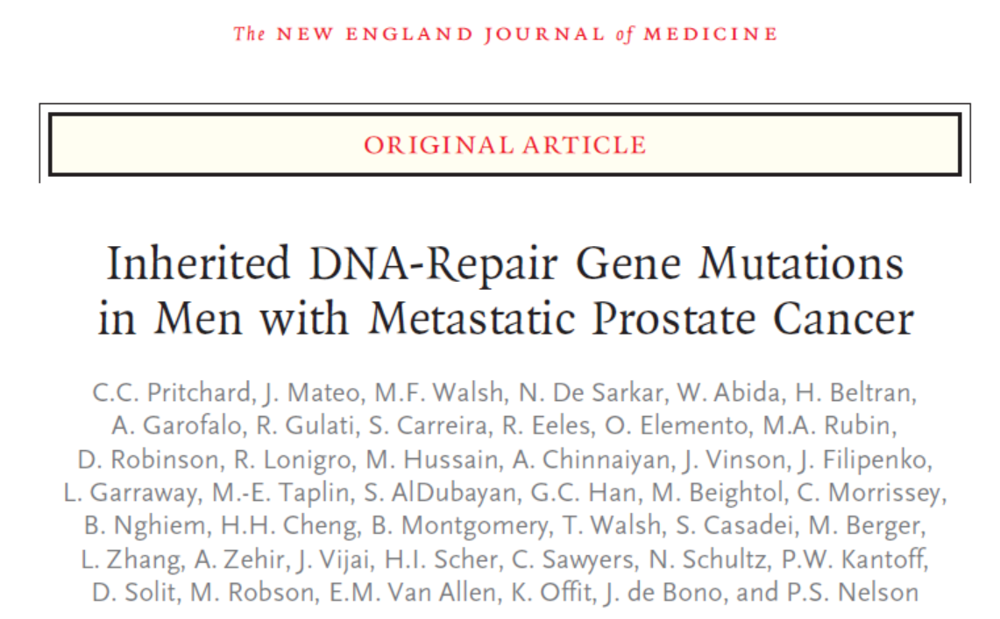 The NEW ENGLAND JOURNAL of MEDICINE
ORIGINAL ARTICLE
Inherited DNA-Repair Gene Mutations
in Men with Metastatic Prostate Cancer
C.C. Pritchard, J. Mateo, M.F. Walsh, N. De Sarkar, W. Abida, H. Beltran,
A. Garofalo, R. Gulati, S. Carreira, R. Eeles, O. Elemento, M.A. Rubin,
D. Robinson, R. Lonigro, M. Hussain, A. Chinnaiyan, J. Vinson, J. Filipenko,
L. Garraway, M.-E. Taplin, S. AlDubayan, G.C. Han, M. Beightol, C. Morrissey,
B. Nghiem, H.H. Cheng, B. Montgomery, T. Walsh, S. Casadei, M. Berger,
L. Zhang, A. Zehir, J. Vijai, H.I. Scher, C. Sawyers, N. Schultz, P.W. Kantoff,
D. Solit, M. Robson, E.M. Van Allen, K. Offit, J. de Bono, and P.S. Nelson